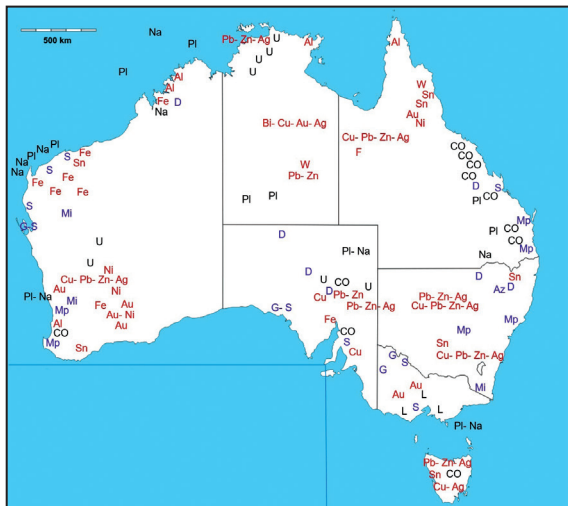 Na
500 km
Pb- Zn- Ag
U
Al
Al
Pl
U
U
U
Pl
Al
Al
Fe
D
Na
W
Sn
Sn
Au
Ni
Bi- Cu- Au- Ag
Cu- Pb- Zn- Ag
F
Na
Pl
Na
Pl
Na
Na
S
Fe
Sn
S
Fe
Fe
Fe
Fe
W
Pb- Zn
CO
CO
CO
CO
D
S
CO
Pl
Pl
Pl
S
Mi
G-S
Mp
CO
Pl
CO
Mp
D
U
Pl- Na
Na
U
Ni
Cu- Pb- Zn- Ag
Ni
D
U
CO
U
D
Sn
D
Az
D
Au
Pl- Na
Mi
Mp
Fe
Au
Au- Ni
Au
Al
CO
Mp
Sn
G- S
Cu
D
Pb- Zn
Pb- Zn- Ag
Fe
CO
S
Cu
Pb- Zn- Ag
Cu- Pb- Zn- Ag
Mp
Mp
Sn
Cu- Pb- Zn- Ag
G
S
G
Au
Au
L
L
S
L
Mi
Pl- Na
Pb- Zn- Ag
Sn
CO
Cu- Ag